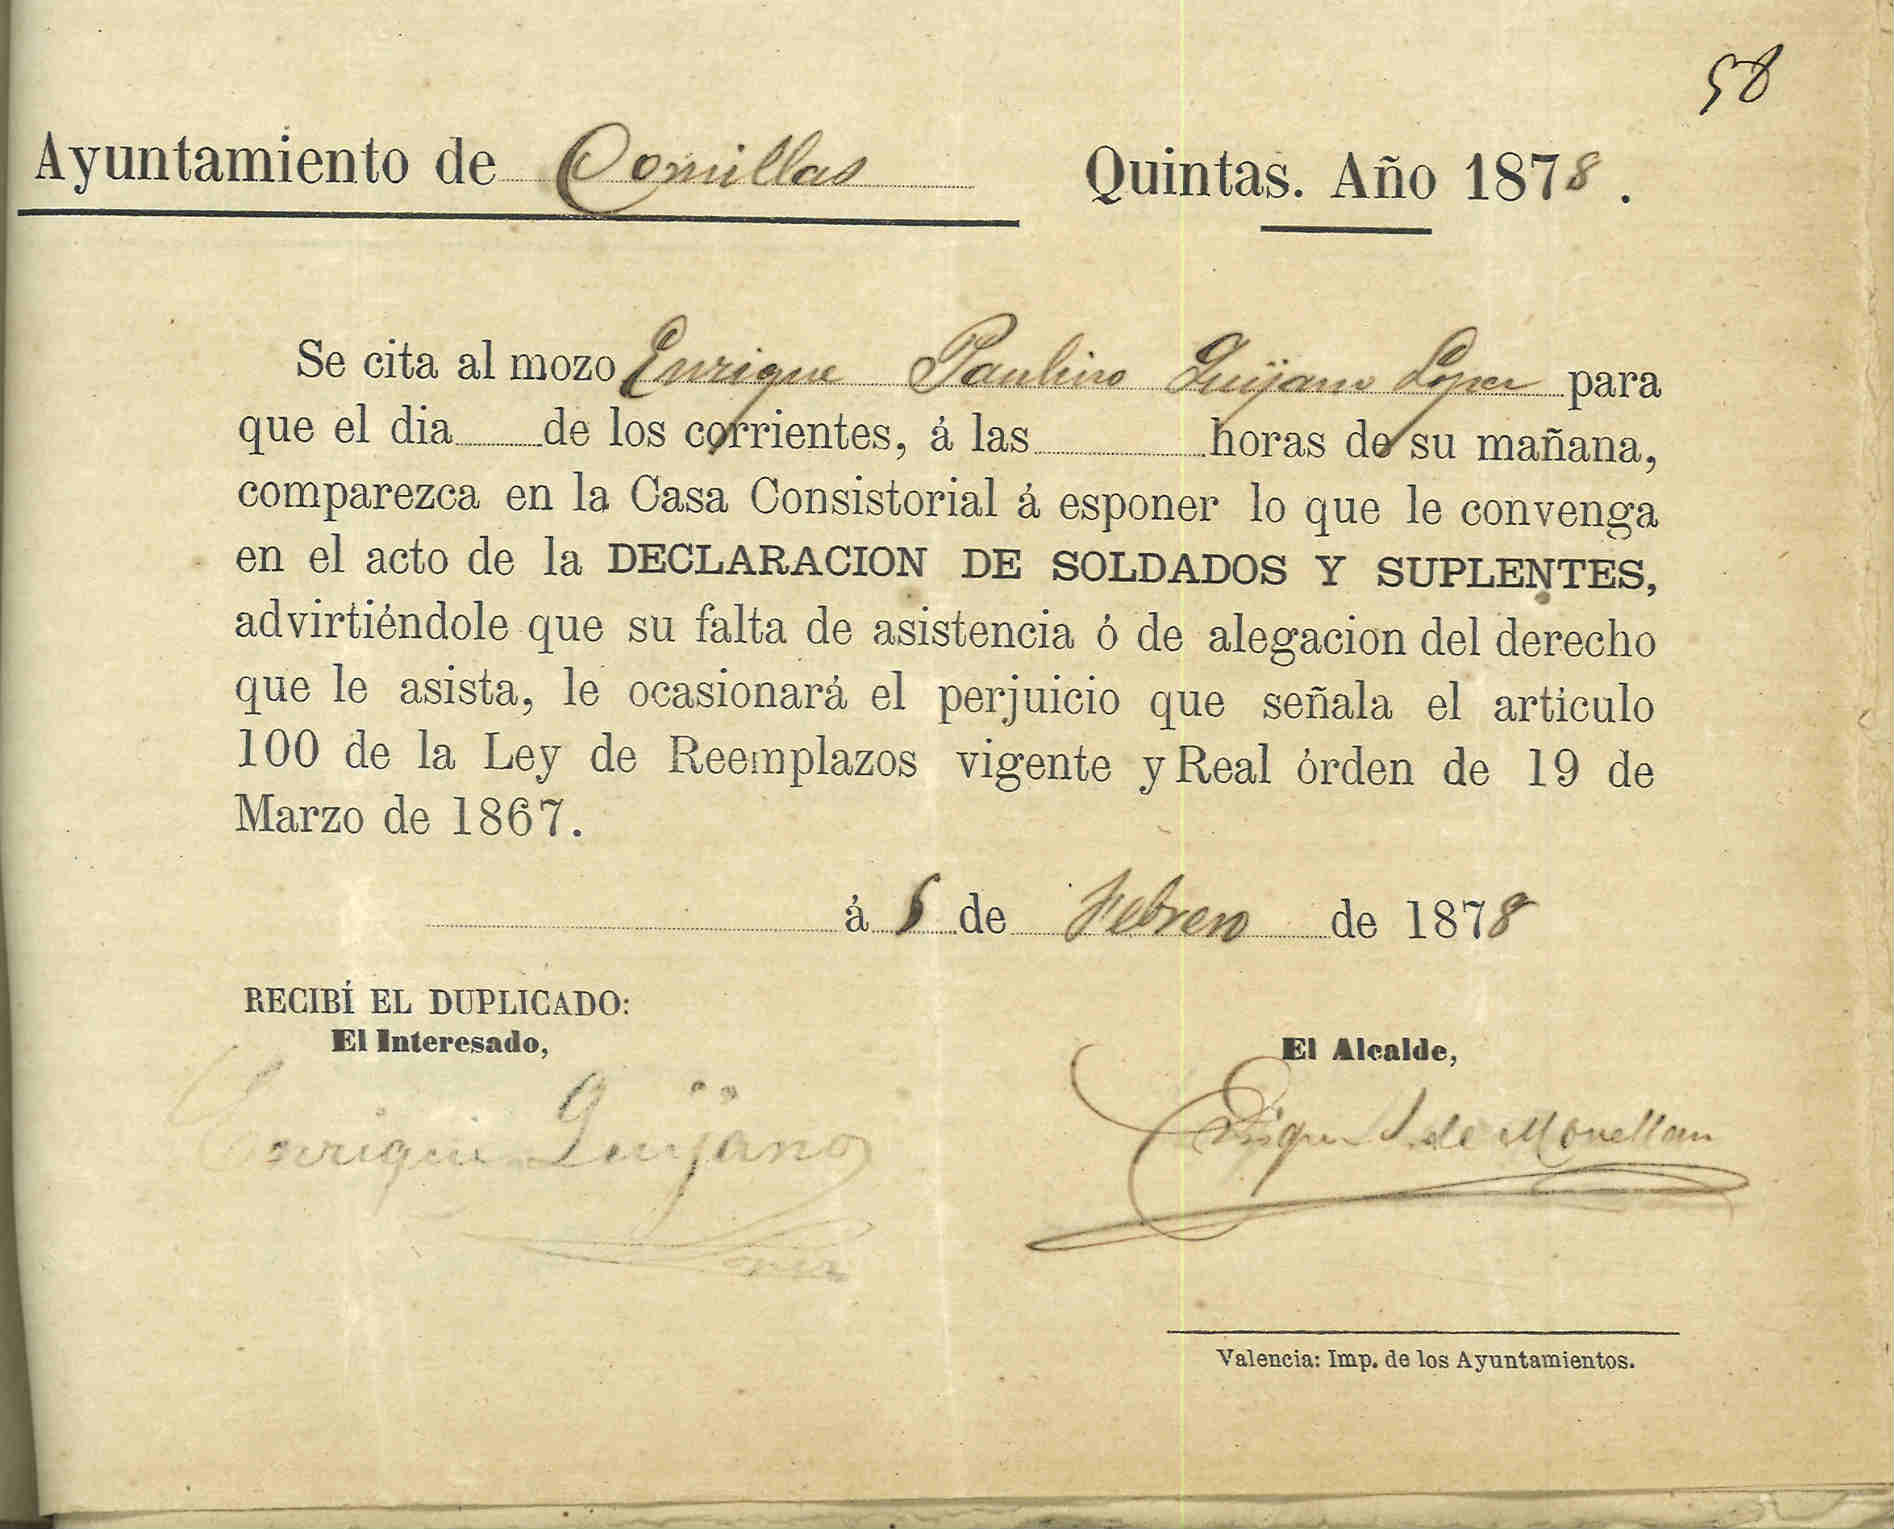 58
Ayuntamiento de Comillas Quintas. Año 1878.
Se cita al mozo Enrique Paulino Quijano Lopez para
que el dia de los corrientes, á las horas de su mañana,
comparezca en la Casa Consistorial á esponer lo que le convenga
en el acto de la DECLARACION DE SOLDADOS Y SUPLENTES,
advirtiéndole que su falta de asistencia ó de alegacion del derecho
que le asista, le ocasionará el perjuicio que señala el artículo
100 de la Ley de Reemplazos vigente y Real órden de 19 de
Marzo de 1867.
á de Febrero de 1878
RECIBÍ EL DUPLICADO:
El Interesado,
El Alcalde,
Enrique Quijano
de Movellan
Valencia: Imp. de los Ayuntamientos.